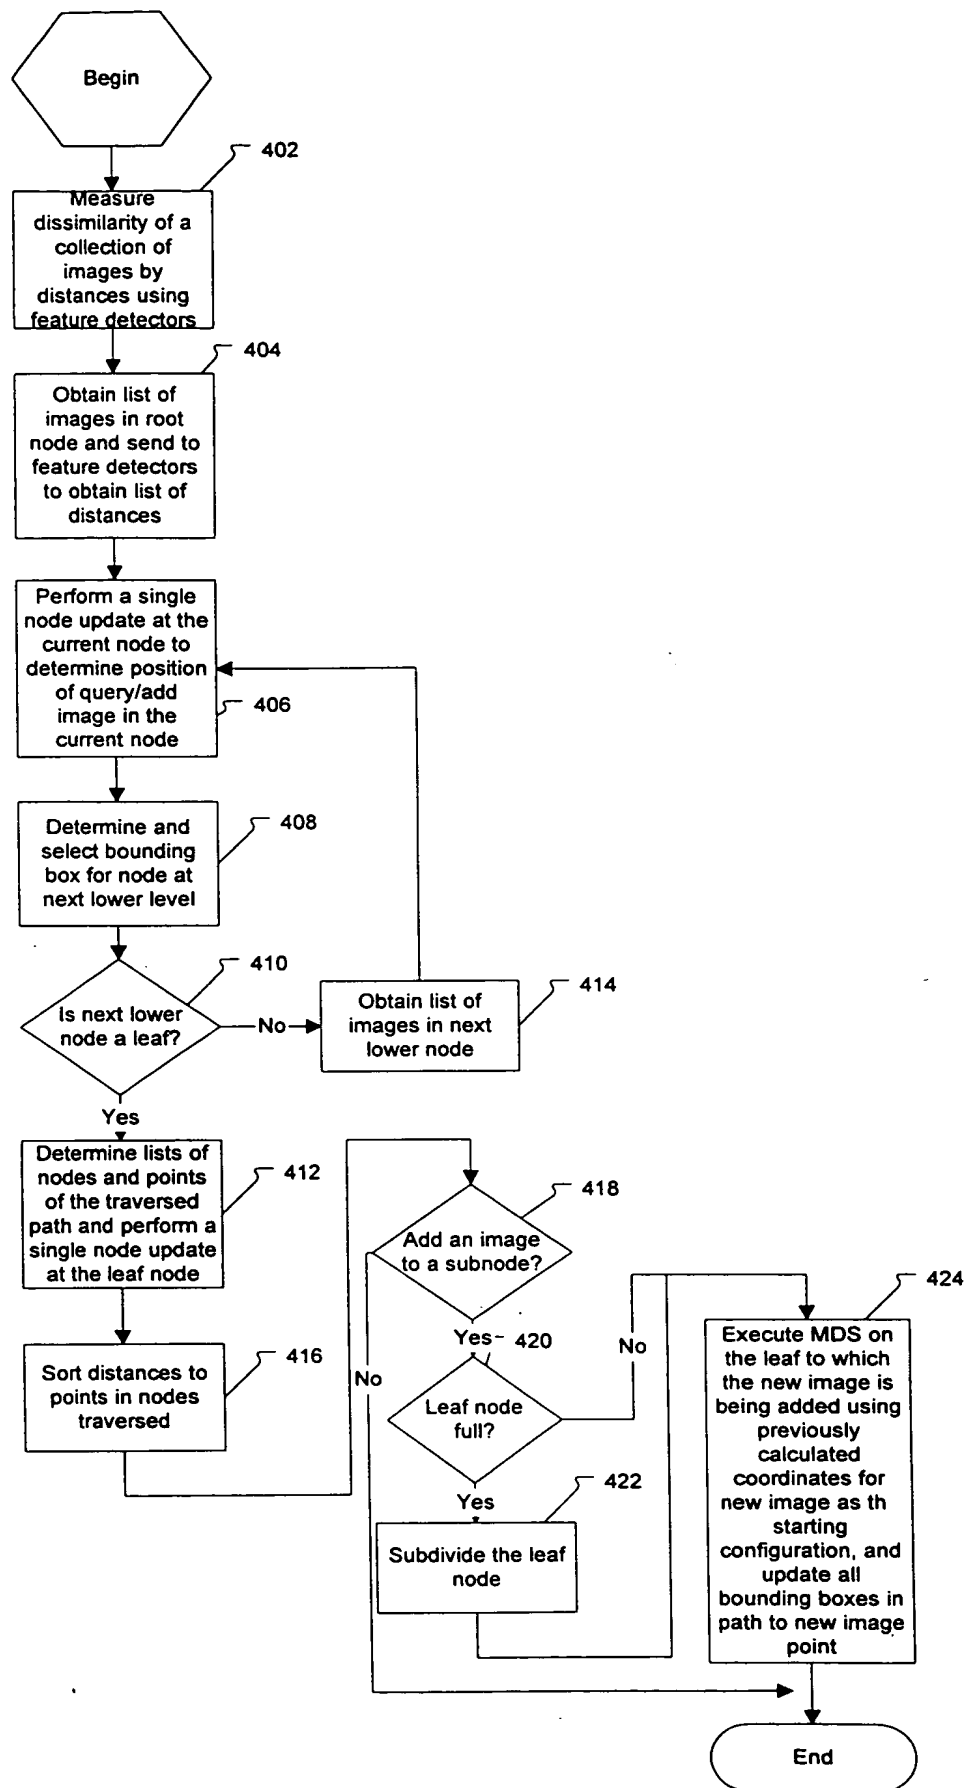 Begin
402
Measure
dissimilarity of a
collection of
images by
distances using
feature detectors
404
Obtain list of
images in root
node and send to
feature detectors
to obtain list of
distances
Perform a single
node update at the
current node to
determine position
of query/add
image in the
current node
406
Determine and
select bounding
box for node at
next lower level
408
410
Is next lower
node a leaf?
No
Obtain list of
images in next
lower node
414
Yes
Determine lists of
nodes and points
of the traversed
path and perform a
single node update
at the leaf node
412
Sort distances to
points in nodes
traversed
416
418
Add an image
to a subnode?
No
Yes
420
Leaf node
full?
No
Yes
422
Subdivide the leaf
node
424
Execute MDS on
the leaf to which
the new image is
being added using
previously
calculated
coordinates for
new image as th
starting
configuration, and
update all
bounding boxes in
path to new image
point
End